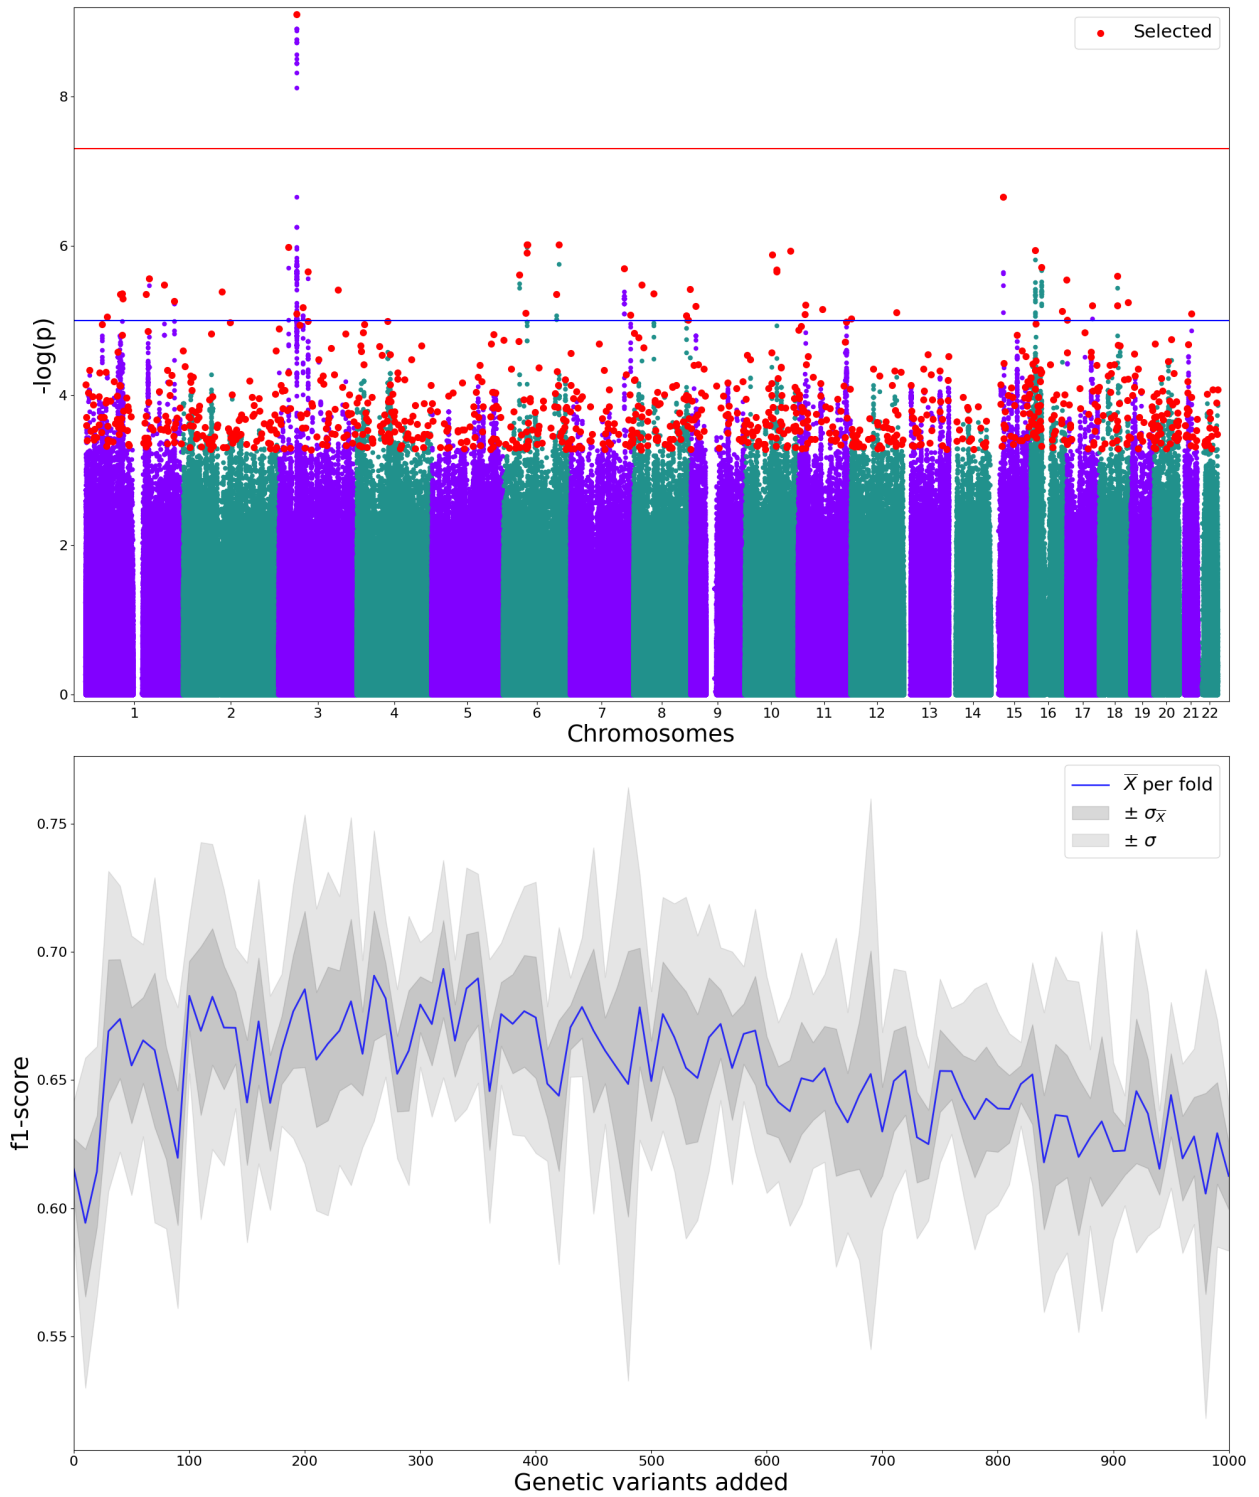 Selected
8
6
4
2
0
-log(p)
1 2 3 4 5 6 7 8 9 10 11 12 13 14 15 16 17 18 19 20 21 22
Chromosomes
X̅ per fold
± σX̅
± σ
0.75
0.70
0.65
0.60
0.55
f1-score
0 100 200 300 400 500 600 700 800 900 1000
Genetic variants added